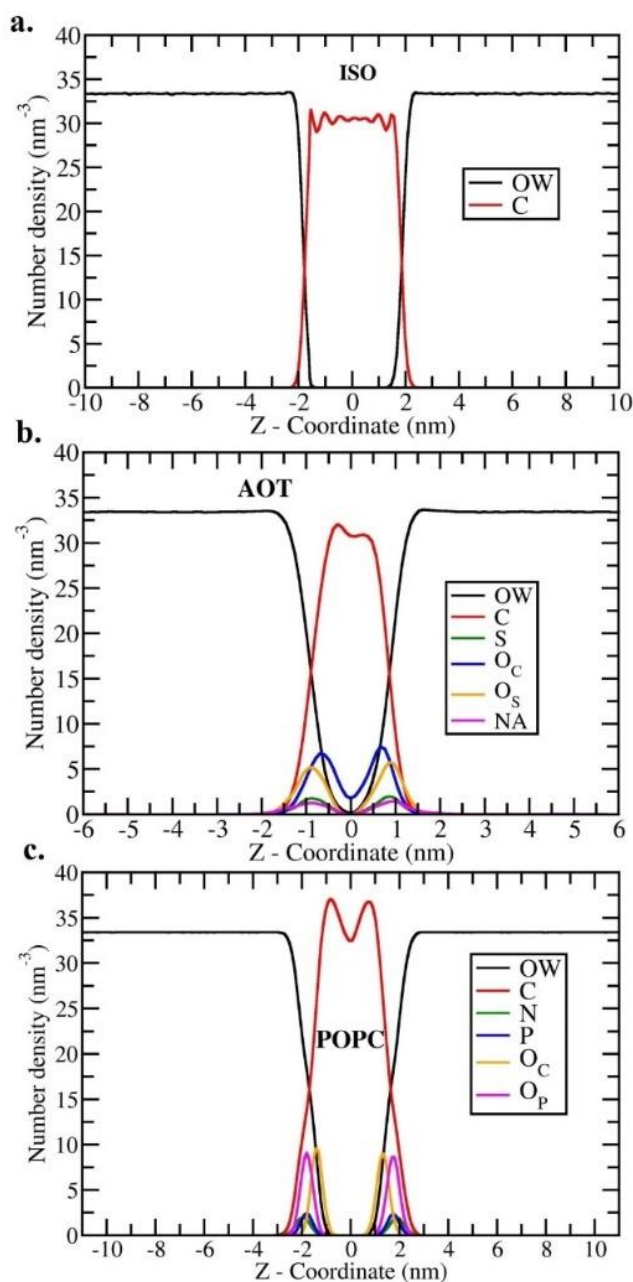 a.
ISO
40
35
30
25
20
15
10
5
0
Number density (nm⁻³)
OW
C
-10 -8 -6 -4 -2 0 2 4 6 8 10
Z - Coordinate (nm)
b.
AOT
40
35
30
25
20
15
10
5
0
Number density (nm⁻³)
OW
C
S
O_C
O_S
NA
-6 -5 -4 -3 -2 -1 0 1 2 3 4 5 6
Z - Coordinate (nm)
c.
POPC
40
35
30
25
20
15
10
5
0
Number density (nm⁻³)
OW
C
N
P
O_C
O_P
-10 -8 -6 -4 -2 0 2 4 6 8 10
Z - Coordinate (nm)